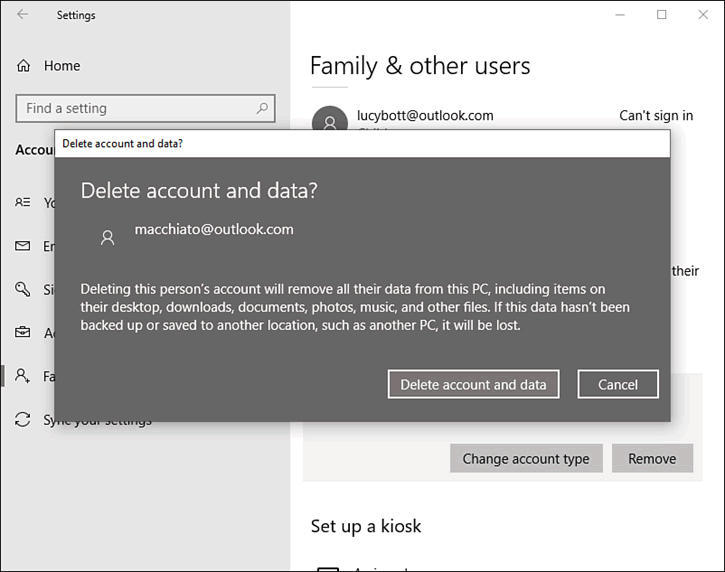 Settings
Home
Find a setting
Family & other users
lucybott@outlook.com
Can't sign in
Accou
Delete account and data?
Delete account and data?
macchiato@outlook.com
Deleting this person's account will remove all their data from this PC, including items on
their desktop, downloads, documents, photos, music, and other files. If this data hasn't been
backed up or saved to another location, such as another PC, it will be lost.
Delete account and data
Cancel
Yo
Em
Si
Ac
Fa
their
Sync your settings
Change account type
Remove
Set up a kiosk